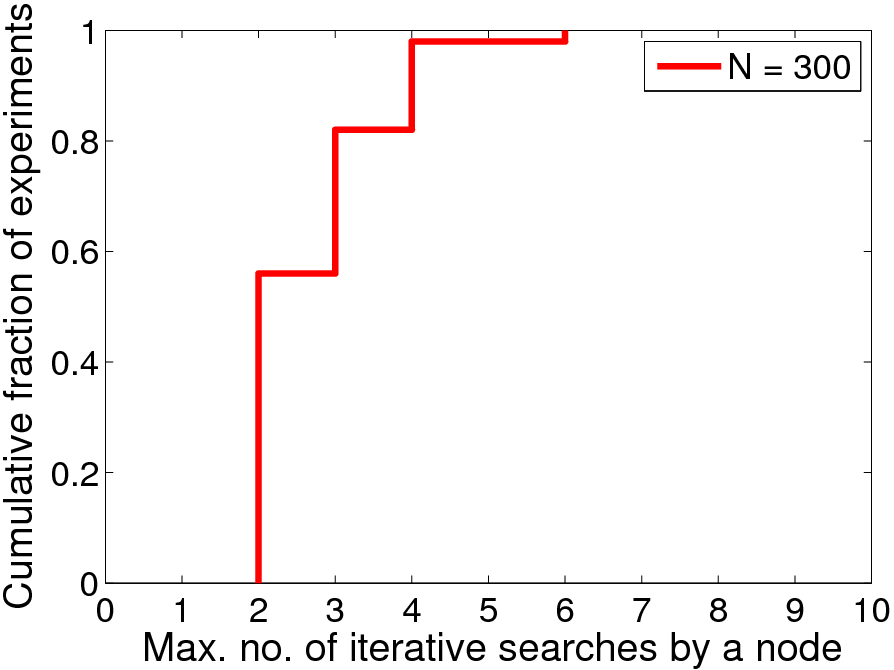 Cumulative fraction of experiments
1
0.8
0.6
0.4
0.2
0
N = 300
0 1 2 3 4 5 6 7 8 9 10
Max. no. of iterative searches by a node